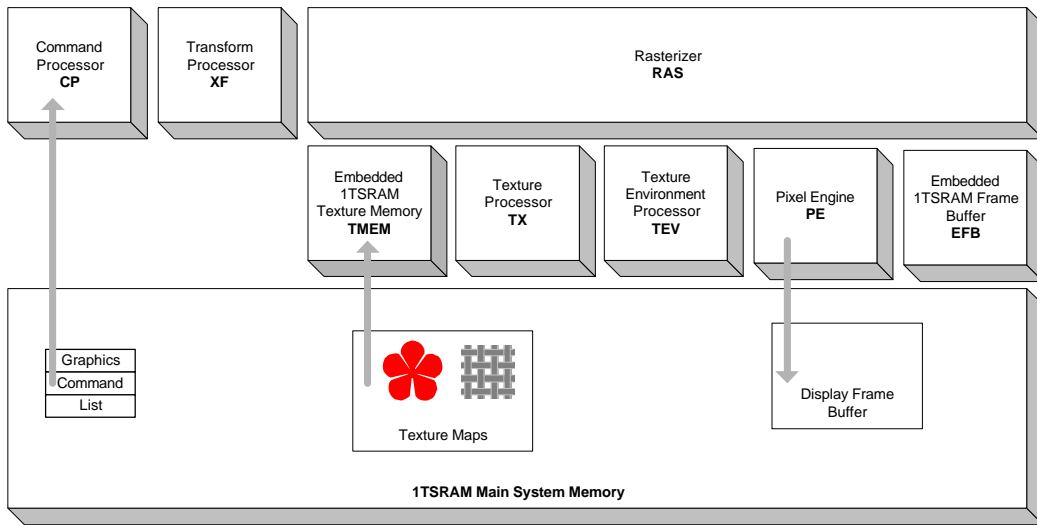 Command
Processor
CP
Transform
Processor
XF
Rasterizer
RAS
Embedded
1TSRAM
Texture Memory
TMEM
Texture
Processor
TX
Texture
Environment
Processor
TEV
Pixel Engine
PE
Embedded
1TSRAM Frame
Buffer
EFB
Graphics
Command
List
Texture Maps
Display Frame
Buffer
1TSRAM Main System Memory